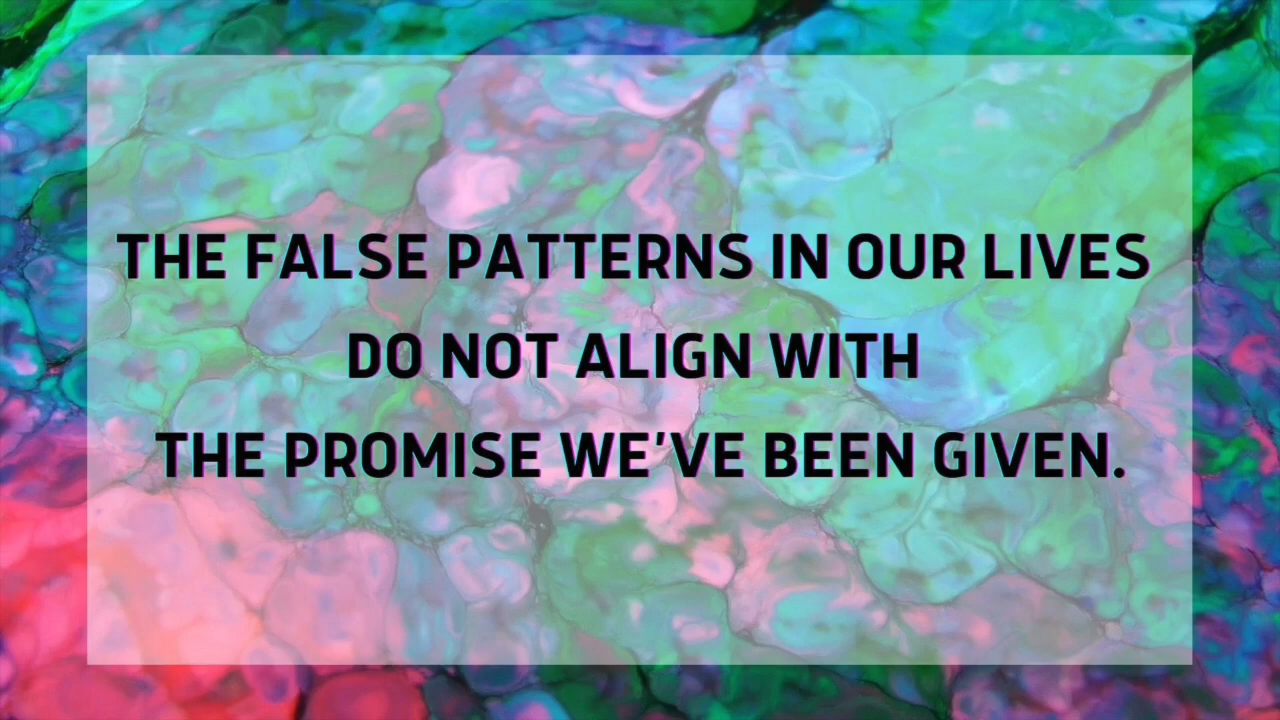 THE FALSE PATTERNS IN OUR LIVES
DO NOT ALIGN WITH
THE PROMISE WE'VE BEEN GIVEN.